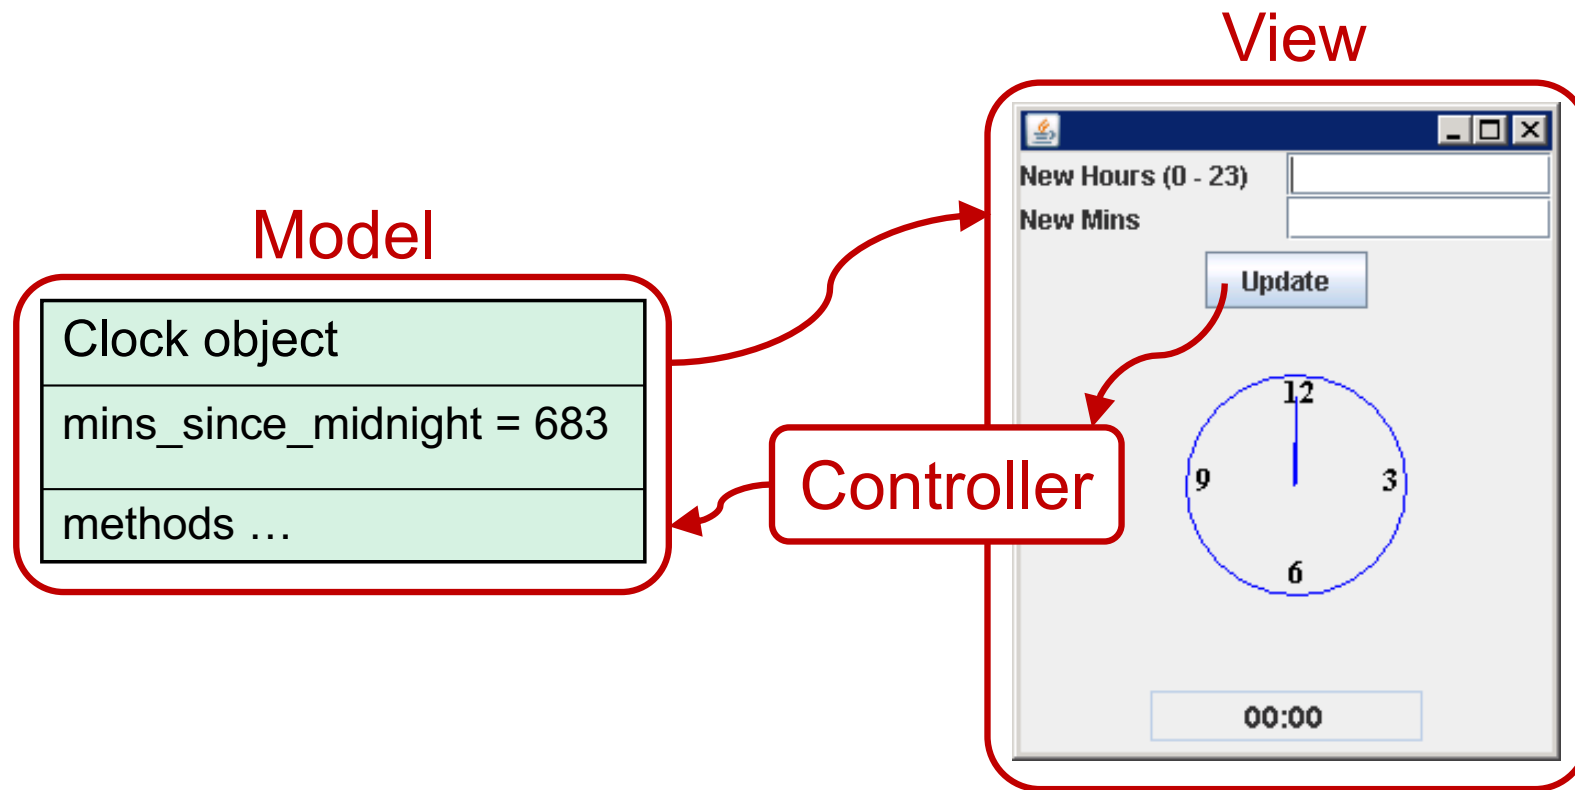 View
New Hours (0 - 23)
New Mins
Update
Model
Clock object
mins_since_midnight = 683
methods …
Controller
12
9
3
6
00:00